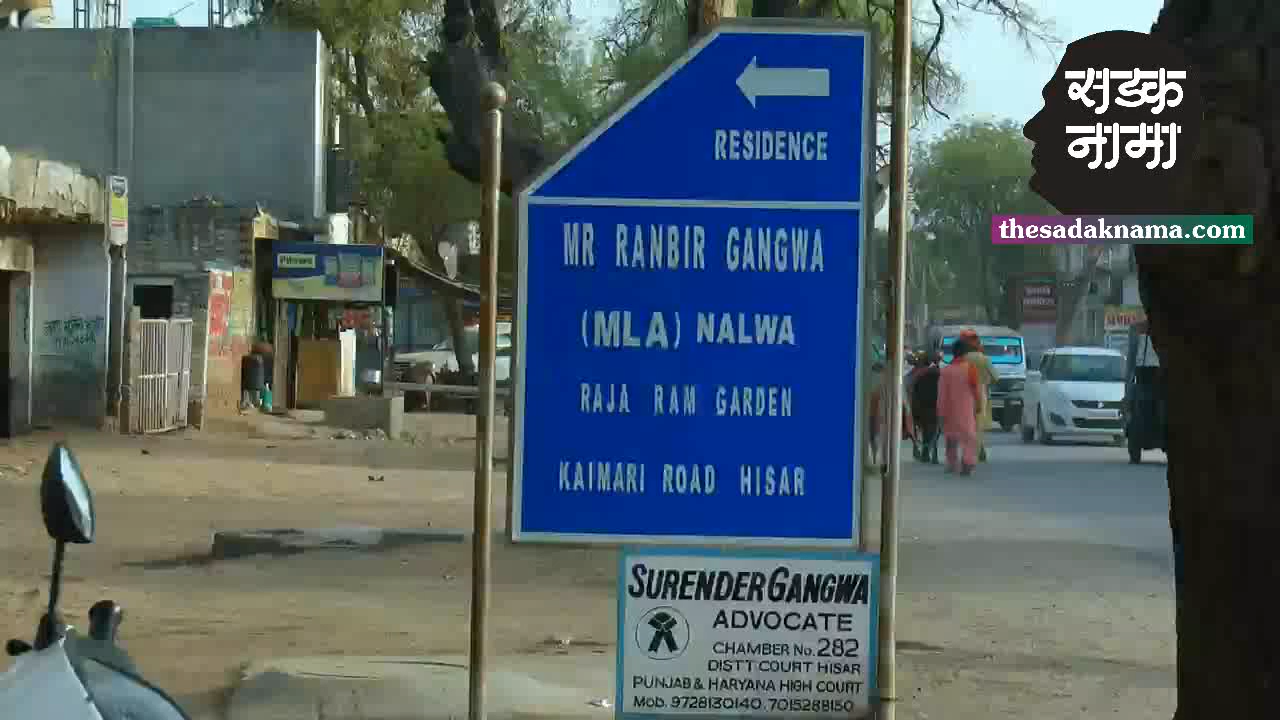 सड़क
नामा
thesadaknama.com
RESIDENCE
MR RANBIR GANGWA
(MLA) NALWA
RAJA RAM GARDEN
KAIMARI ROAD HISAR
SURENDER GANGWA
ADVOCATE
CHAMBER No. 282
DISTT COURT HISAR
PUNJAB & HARYANA HIGH COURT
Mob. 9728130140. 7015288150